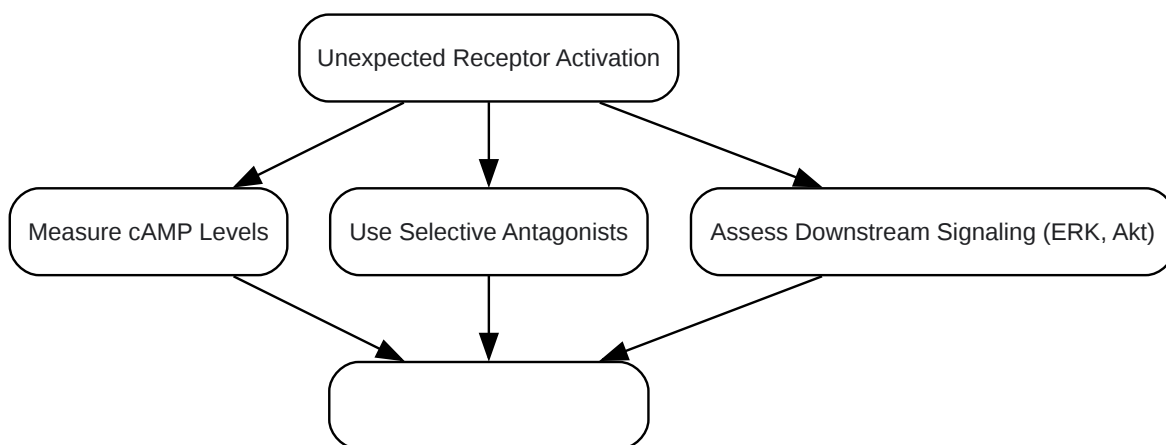 Unexpected Receptor Activation
Measure cAMP Levels
Use Selective Antagonists
Assess Downstream Signaling (ERK, Akt)